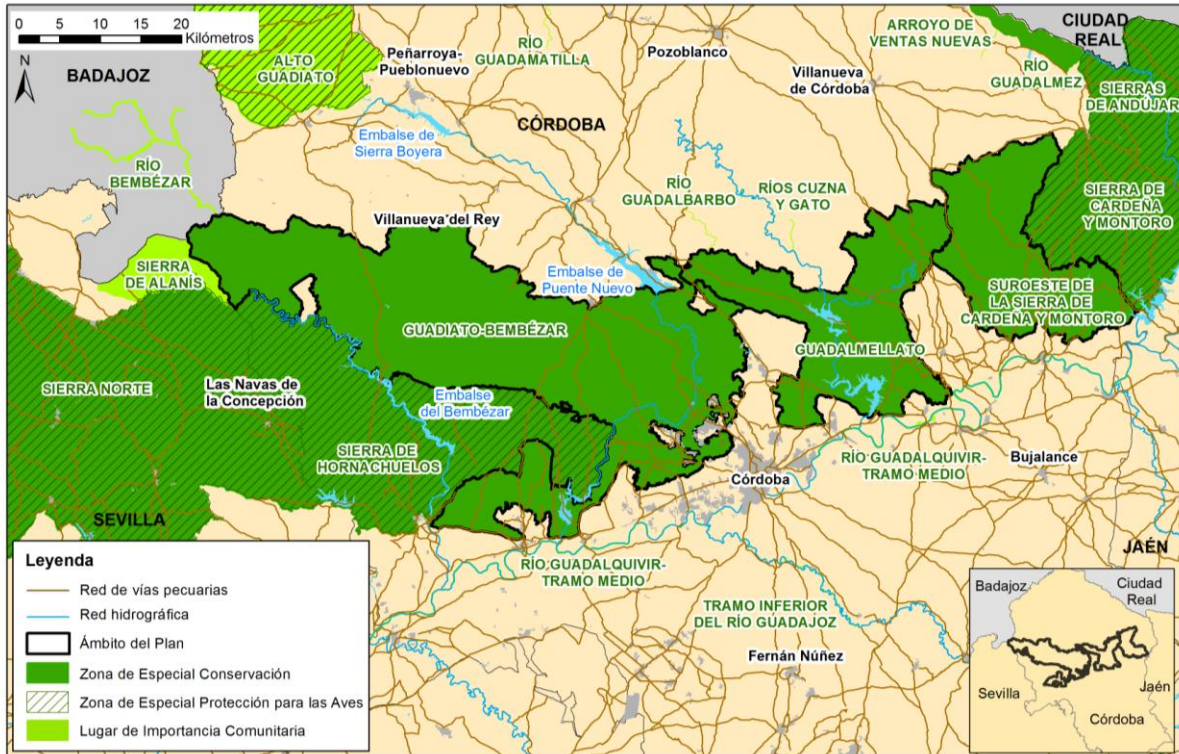 0 5 10 15 20
Kilómetros
N
BADAJOZ
ALTO
GUADIATO
Peñarroya-
Pueblonuevo
RÍO
GUADAMATILLA
Pozoblanco
ARROYO DE
VENTAS NUEVAS
CIUDAD
REAL
Villanueva
de Córdoba
RÍO
GUADALMEZ
SIERRAS
DE ANDÚJAR
CÓRDOBA
Embalse de
Sierra Boyera
RÍO
BEMBÉZAR
RÍO
GUADALBARBO
RÍOS CUZNA
Y GATO
SIERRA DE
CARDEÑA
Y MONTORO
Villanueva del Rey
SIERRA
DE ALANÍS
Embalse de
Puente Nuevo
SUROESTE DE
LA SIERRA DE
CARDEÑA Y MONTORO
GUADIATO-BEMBÉZAR
GUADALMELLATO
SIERRA NORTE
Las Navas de
la Concepción
Embalse
del Bembézar
SIERRA DE
HORNACHUELOS
RÍO GUADALQUIVIR-
TRAMO MEDIO
Bujalance
Córdoba
SEVILLA
JAÉN
RÍO GUADALQUIVIR-
TRAMO MEDIO
TRAMO INFERIOR
DEL RÍO GUADAJOZ
Fernán Núñez
Leyenda
Red de vías pecuarias
Red hidrográfica
Ámbito del Plan
Zona de Especial Conservación
Zona de Especial Protección para las Aves
Lugar de Importancia Comunitaria
Badajoz
Ciudad
Real
Sevilla
Jaén
Córdoba